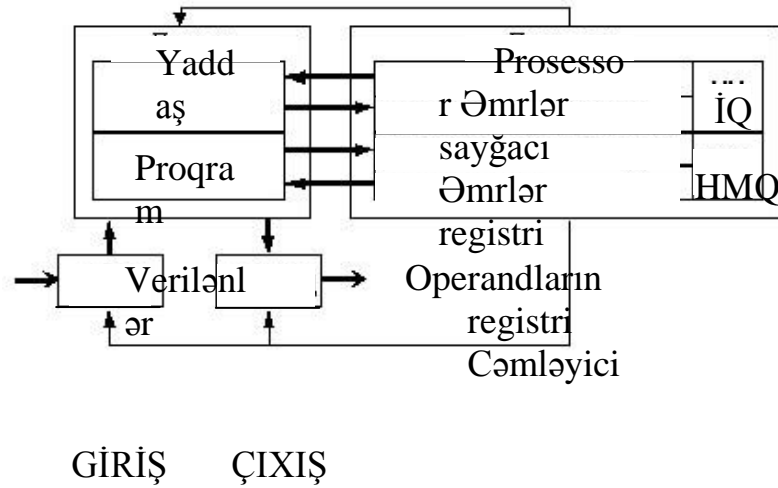 Yadd
aş
Proqra
m
Verilənl
ər
Prosesso
r Əmrlər
sayğacı
Əmrlər
registri
Operandların
registri
Cəmləyici
İQ
HMQ
GİRİŞ
ÇIXIŞ